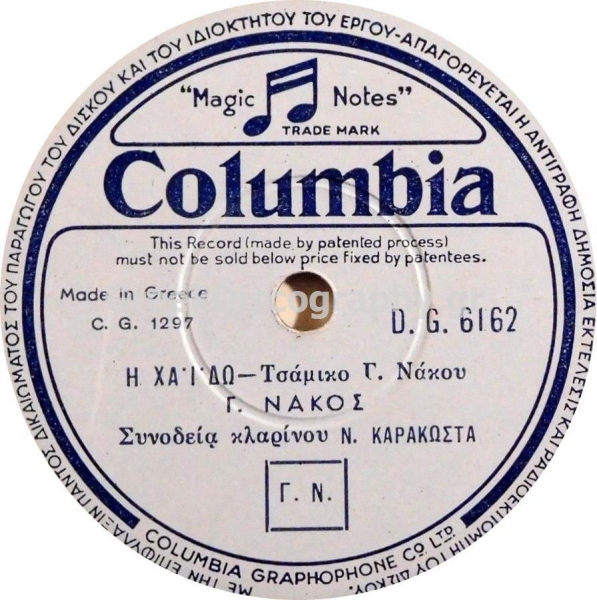 ΜΕ ΤΗΝ ΕΠΙΦΥΛΑΞΙΝ ΠΑΝΤΟΣ ΔΙΚΑΙΩΜΑΤΟΣ ΤΟΥ ΠΑΡΑΓΩΓΟΥ ΤΟΥ ΔΙΣΚΟΥ ΚΑΙ ΤΟΥ ΙΔΙΟΚΤΗΤΟΥ ΤΟΥ ΕΡΓΟΥ-ΑΠΑΓΟΡΕΥΕΤΑΙ Η ΑΝΤΙΓΡΑΦΗ ΔΗΜΟΣΙΑ ΕΚΤΕΛΕΣΙΣ ΚΑΙ ΡΑΔΙΟΕΚΠΟΜΠΗ ΤΟΥ ΔΙΣΚΟΥ.
"Magic Notes"
TRADE MARK
Columbia
This Record (made by patented process)
must not be sold below price fixed by patentees.
Made in Greece
C. G. 1297
D. G. 6162
Η ΧΑ·Ι·ΔΩ—Τσάμικο Γ. Νάκου
Γ. ΝΑΚΟΣ
Συνοδεία κλαρίνου Ν. ΚΑΡΑΚΩΣΤΑ
Γ. Ν.
COLUMBIA GRAPHOPHONE CO. LTD